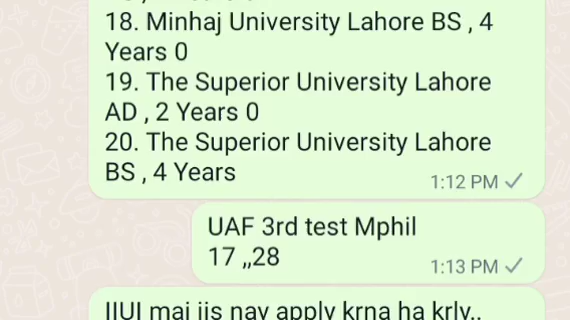 18. Minhaj University Lahore BS , 4
Years 0
19. The Superior University Lahore
AD , 2 Years 0
20. The Superior University Lahore
BS , 4 Years
1:12 PM
UAF 3rd test Mphil
17 ,,28
1:13 PM
IIUI mai jis nay apply krna ha krly..